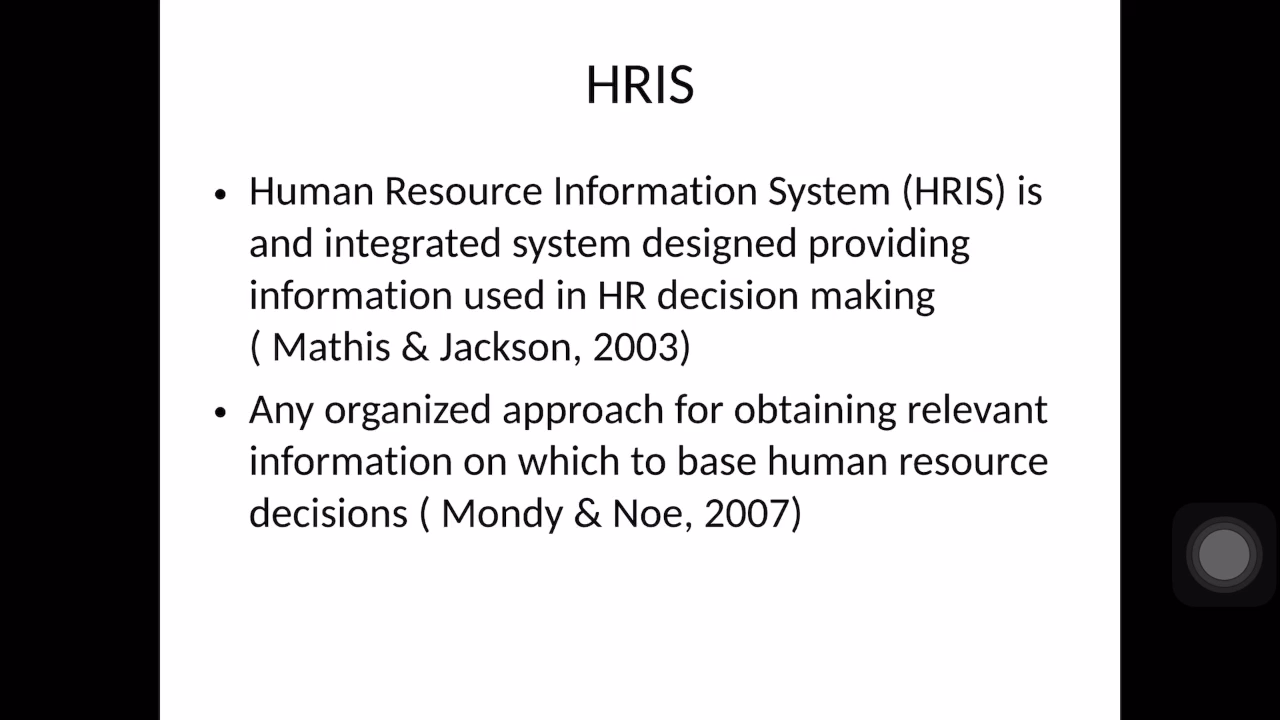 HRIS
• Human Resource Information System (HRIS) is
and integrated system designed providing
information used in HR decision making
( Mathis & Jackson, 2003)
• Any organized approach for obtaining relevant
information on which to base human resource
decisions ( Mondy & Noe, 2007)